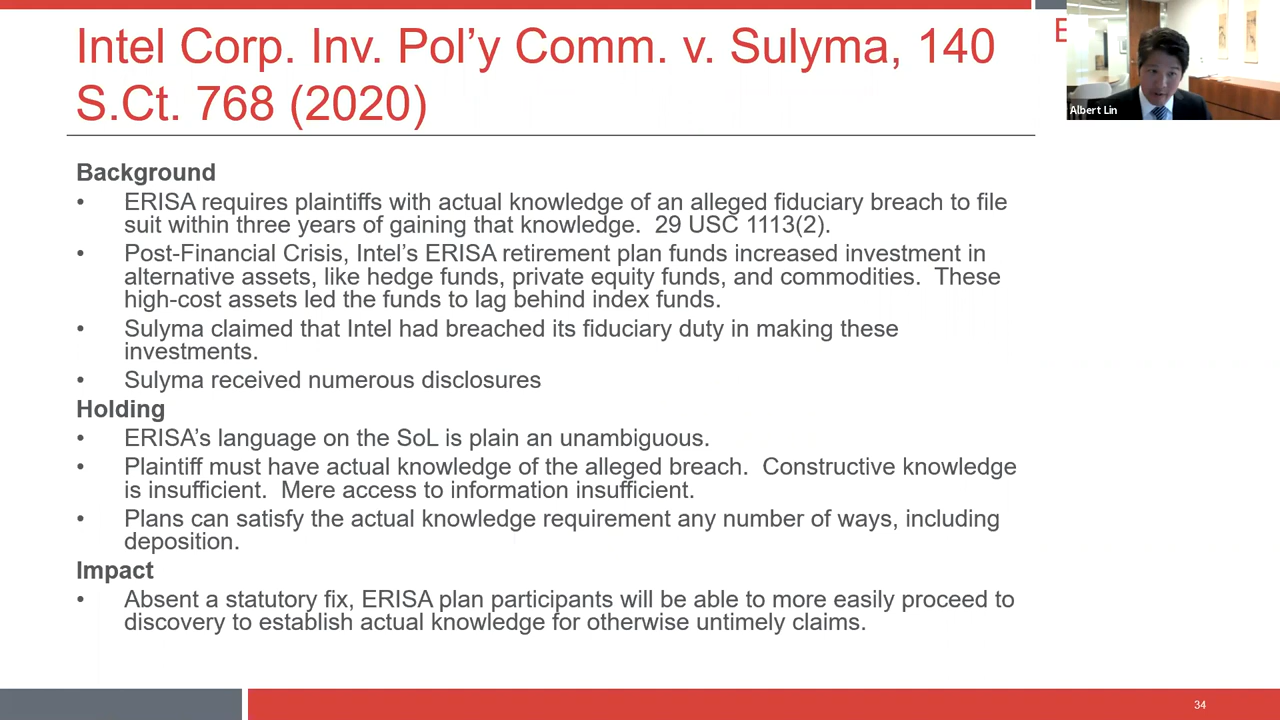 Intel Corp. Inv. Pol’y Comm. v. Sulyma, 140
S.Ct. 768 (2020)
E
Albert Lin
Background
• ERISA requires plaintiffs with actual knowledge of an alleged fiduciary breach to file
suit within three years of gaining that knowledge.  29 USC 1113(2).
• Post-Financial Crisis, Intel’s ERISA retirement plan funds increased investment in
alternative assets, like hedge funds, private equity funds, and commodities.  These
high-cost assets led the funds to lag behind index funds.
• Sulyma claimed that Intel had breached its fiduciary duty in making these
investments.
• Sulyma received numerous disclosures
Holding
• ERISA’s language on the SoL is plain an unambiguous.
• Plaintiff must have actual knowledge of the alleged breach.  Constructive knowledge
is insufficient.  Mere access to information insufficient.
• Plans can satisfy the actual knowledge requirement any number of ways, including
deposition.
Impact
• Absent a statutory fix, ERISA plan participants will be able to more easily proceed to
discovery to establish actual knowledge for otherwise untimely claims.
34